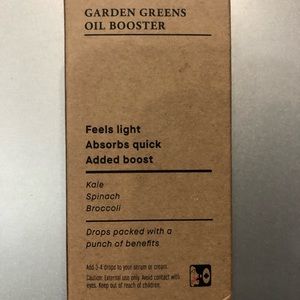 GARDEN GREENS
OIL BOOSTER
Feels light
Absorbs quick
Added boost
Kale
Spinach
Broccoli
Drops packed with a
punch of benefits
Add 3-4 drops to your serum or cream.
Caution: External use only. Avoid contact with
eyes. Keep out of reach of children.